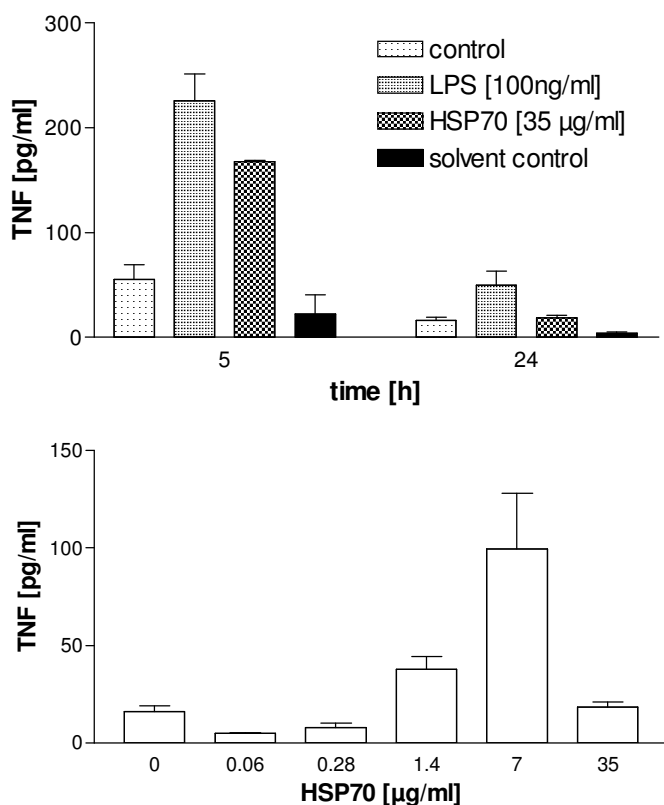 300
200
100
0
TNF [pg/ml]
control
LPS [100ng/ml]
HSP70 [35 µg/ml]
solvent control
5 24
time [h]
150
100
50
0
TNF [pg/ml]
0 0.06 0.28 1.4 7 35
HSP70 [µg/ml]